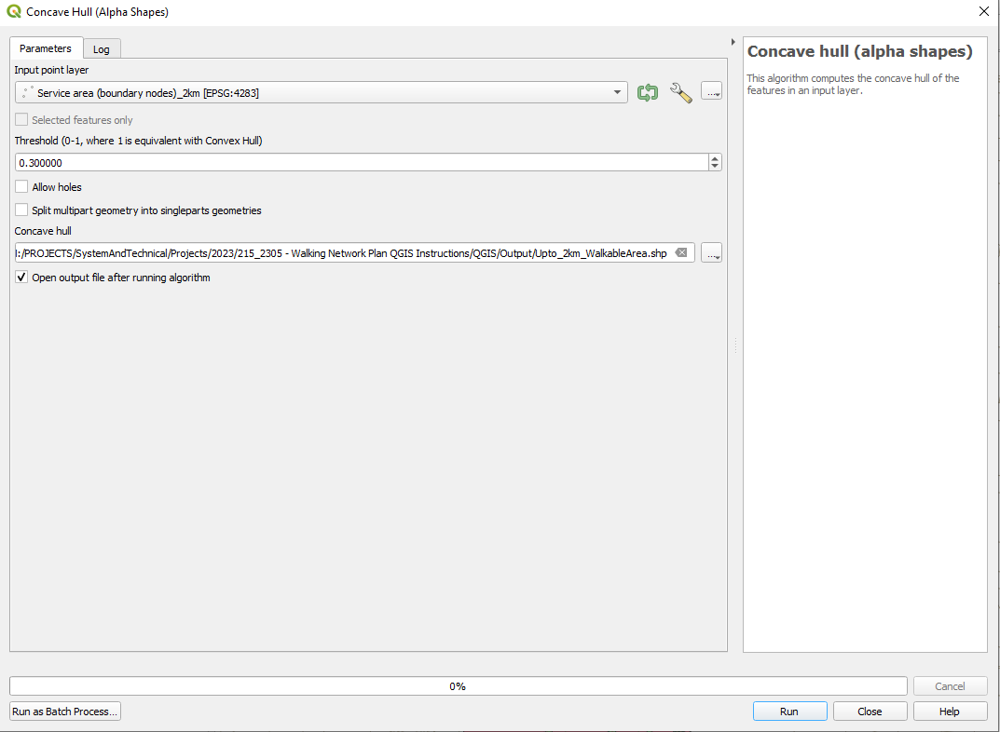 Concave Hull (Alpha Shapes)
Parameters
Log
Input point layer
Service area (boundary nodes)_2km [EPSG:4283]
...
Selected features only
Threshold (0-1, where 1 is equivalent with Convex Hull)
0.300000
Allow holes
Split multipart geometry into singleparts geometries
Concave hull
I:/PROJECTS/SystemAndTechnical/Projects/2023/215_2305 - Walking Network Plan QGIS Instructions/QGIS/Output/Upto_2km_WalkableArea.shp
...
Open output file after running algorithm
Concave hull (alpha shapes)
This algorithm computes the concave hull of the
features in an input layer.
0%
Cancel
Run as Batch Process...
Run
Close
Help